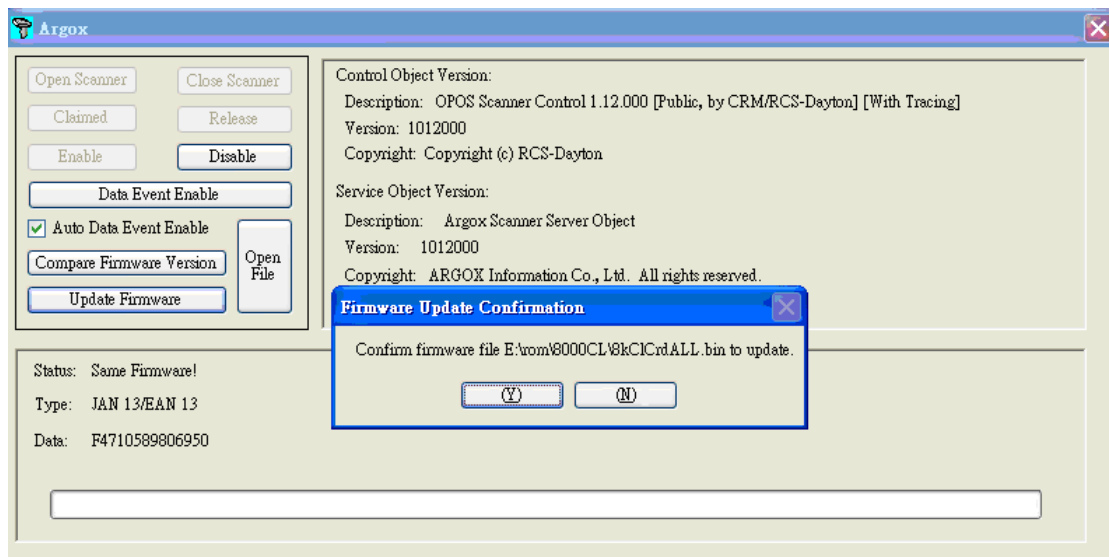 Argox
Open Scanner
Close Scanner
Claimed
Release
Enable
Disable
Data Event Enable
Auto Data Event Enable
Compare Firmware Version
Open
File
Update Firmware
Control Object Version:
Description: OPOS Scanner Control 1.12.000 [Public, by CRM/RCS-Dayton] [With Tracing]
Version: 1012000
Copyright: Copyright (c) RCS-Dayton
Service Object Version:
Description: Argox Scanner Server Object
Version: 1012000
Copyright: ARGOX Information Co., Ltd. All rights reserved.
Firmware Update Confirmation
Confirm firmware file E:\rom\8000CL\8kClCrdALL.bin to update.
(Y)
(N)
Status: Same Firmware!
Type: JAN 13/EAN 13
Data: F4710589806950